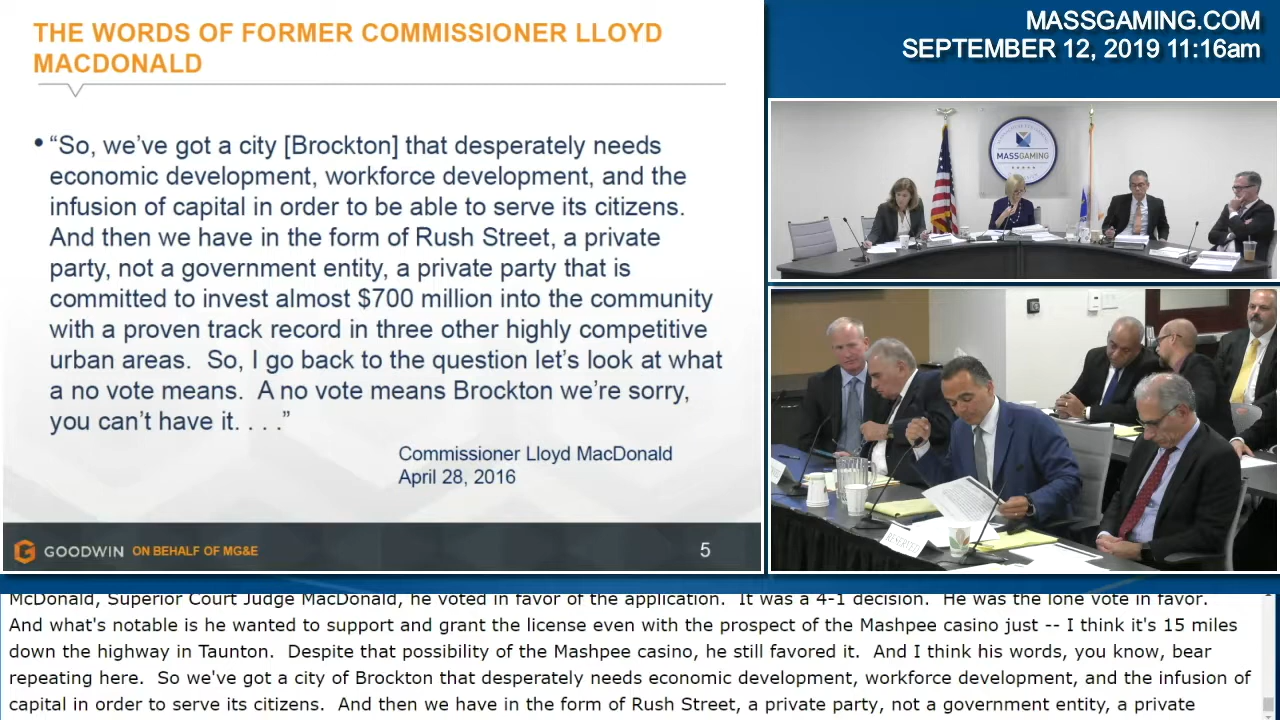 THE WORDS OF FORMER COMMISSIONER LLOYD
MACDONALD
• “So, we’ve got a city [Brockton] that desperately needs
economic development, workforce development, and the
infusion of capital in order to be able to serve its citizens.
And then we have in the form of Rush Street, a private
party, not a government entity, a private party that is
committed to invest almost $700 million into the community
with a proven track record in three other highly competitive
urban areas.  So, I go back to the question let’s look at what
a no vote means.  A no vote means Brockton we’re sorry,
you can’t have it. . . .”
Commissioner Lloyd MacDonald
April 28, 2016
GOODWIN ON BEHALF OF MG&E
5
MASSGAMING.COM
SEPTEMBER 12, 2019 11:16am
MASSGAMING
RESERVED
McDonald, Superior Court Judge MacDonald, he voted in favor of the application.  It was a 4-1 decision.  He was the lone vote in favor.
And what's notable is he wanted to support and grant the license even with the prospect of the Mashpee casino just -- I think it's 15 miles
down the highway in Taunton.  Despite that possibility of the Mashpee casino, he still favored it.  And I think his words, you know, bear
repeating here.  So we've got a city of Brockton that desperately needs economic development, workforce development, and the infusion of
capital in order to serve its citizens.  And then we have in the form of Rush Street, a private party, not a government entity, a private